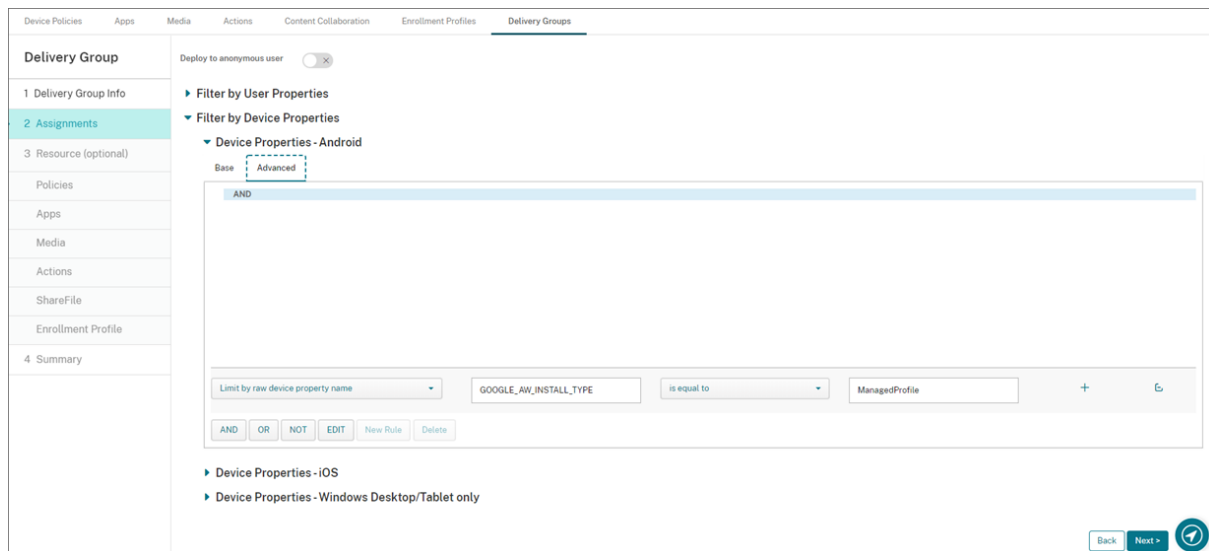 Device Policies Apps Media Actions Content Collaboration Enrollment Profiles Delivery Groups
Delivery Group
1 Delivery Group Info
2 Assignments
3 Resource (optional)
Policies
Apps
Media
Actions
ShareFile
Enrollment Profile
4 Summary
Deploy to anonymous user
Filter by User Properties
Filter by Device Properties
Device Properties - Android
Base Advanced
AND
Limit by raw device property name GOOGLE_AW_INSTALL_TYPE is equal to ManagedProfile
AND OR NOT EDIT New Rule Delete
Device Properties - iOS
Device Properties - Windows Desktop/Tablet only
Back Next >